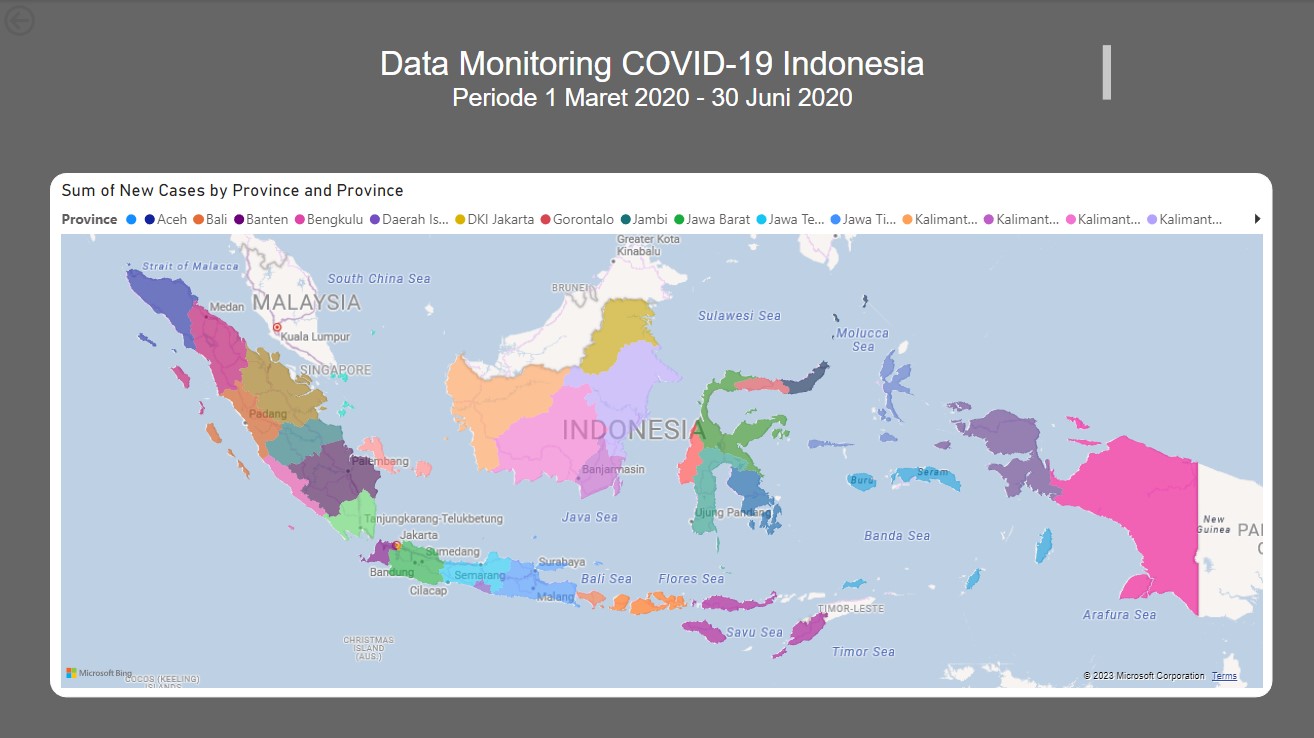 Data Monitoring COVID-19 Indonesia
Periode 1 Maret 2020 - 30 Juni 2020
Sum of New Cases by Province and Province
Province Aceh Bali Banten Bengkulu Daerah Is... DKI Jakarta Gorontalo Jambi Jawa Barat Jawa Te... Jawa Ti... Kalimant... Kalimant... Kalimant... Kalimant...
Greater Kota
Kinabalu
Strait of Malacca
South China Sea
BRUNEI
MALAYSIA
Medan
Kuala Lumpur
Sulawesi Sea
Molucca
Sea
SINGAPORE
Padang
INDONESIA
Palembang
Banjarmasin
Buru
Seram
Tanjungkarang-Telukbetung
Java Sea
Ujung Pandang
New
Guinea
PA
Jakarta
Banda Sea
Sumedang
Bandung
Semarang
Surabaya
Cilacap
Malang
Bali Sea
Flores Sea
TIMOR-LESTE
Arafura Sea
Savu Sea
Timor Sea
CHRISTMAS
ISLAND
(AUS.)
Microsoft Bing
COCOS (KEELING)
ISLANDS
© 2023 Microsoft Corporation Terms